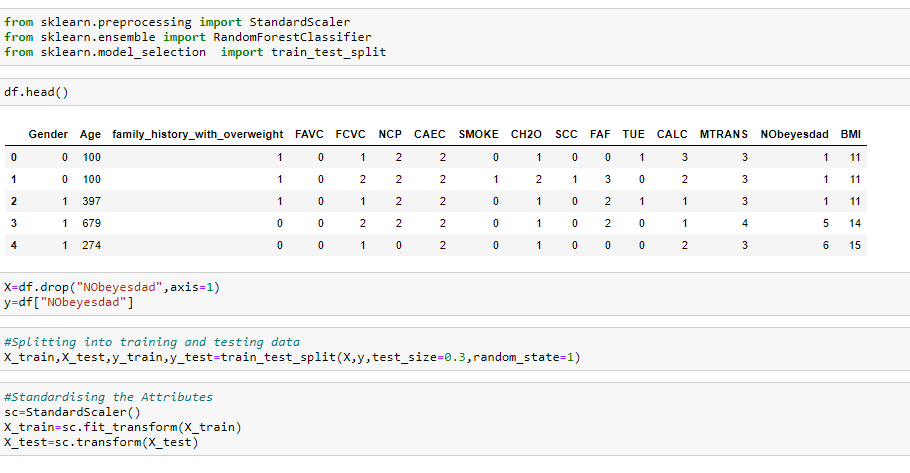 from sklearn.preprocessing import StandardScaler
from sklearn.ensemble import RandomForestClassifier
from sklearn.model_selection  import train_test_split
df.head()
Gender Age family_history_with_overweight FAVC FCVC NCP CAEC SMOKE CH2O SCC FAF TUE CALC MTRANS NObeyesdad BMI
0 0 100 1 0 1 2 2 0 1 0 0 1 3 3 1 11
1 0 100 1 0 2 2 2 1 2 1 3 0 2 3 1 11
2 1 397 1 0 1 2 2 0 1 0 2 1 1 3 1 11
3 1 679 0 0 2 2 2 0 1 0 2 0 1 4 5 14
4 1 274 0 0 1 0 2 0 1 0 0 0 2 3 6 15
X=df.drop("NObeyesdad",axis=1)
y=df["NObeyesdad"]
#Splitting into training and testing data
X_train,X_test,y_train,y_test=train_test_split(X,y,test_size=0.3,random_state=1)
#Standardising the Attributes
sc=StandardScaler()
X_train=sc.fit_transform(X_train)
X_test=sc.transform(X_test)